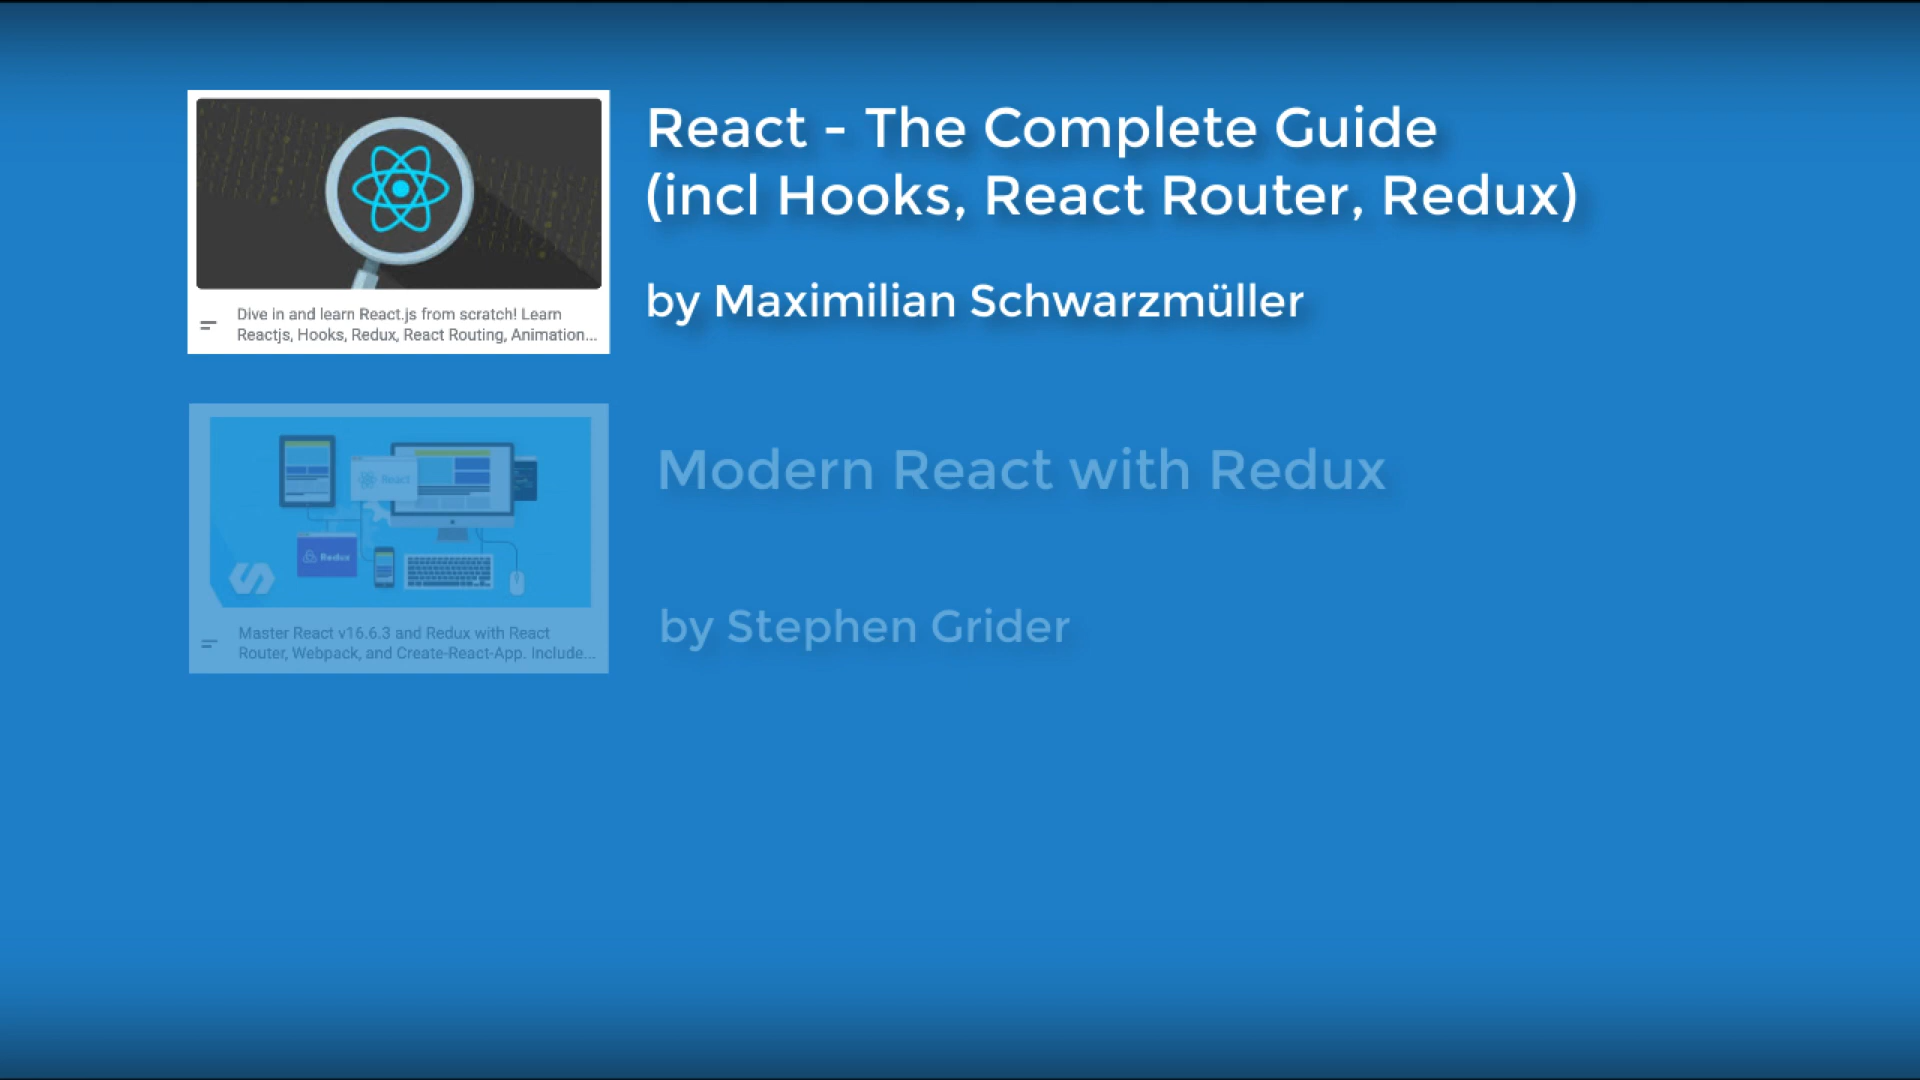 React - The Complete Guide
(incl Hooks, React Router, Redux)
by Maximilian Schwarzmüller
Dive in and learn React.js from scratch! Learn
Reactjs, Hooks, Redux, React Routing, Animation...
Modern React with Redux
by Stephen Grider
React
Redux
Master React v16.6.3 and Redux with React
Router, Webpack, and Create-React-App. Include...